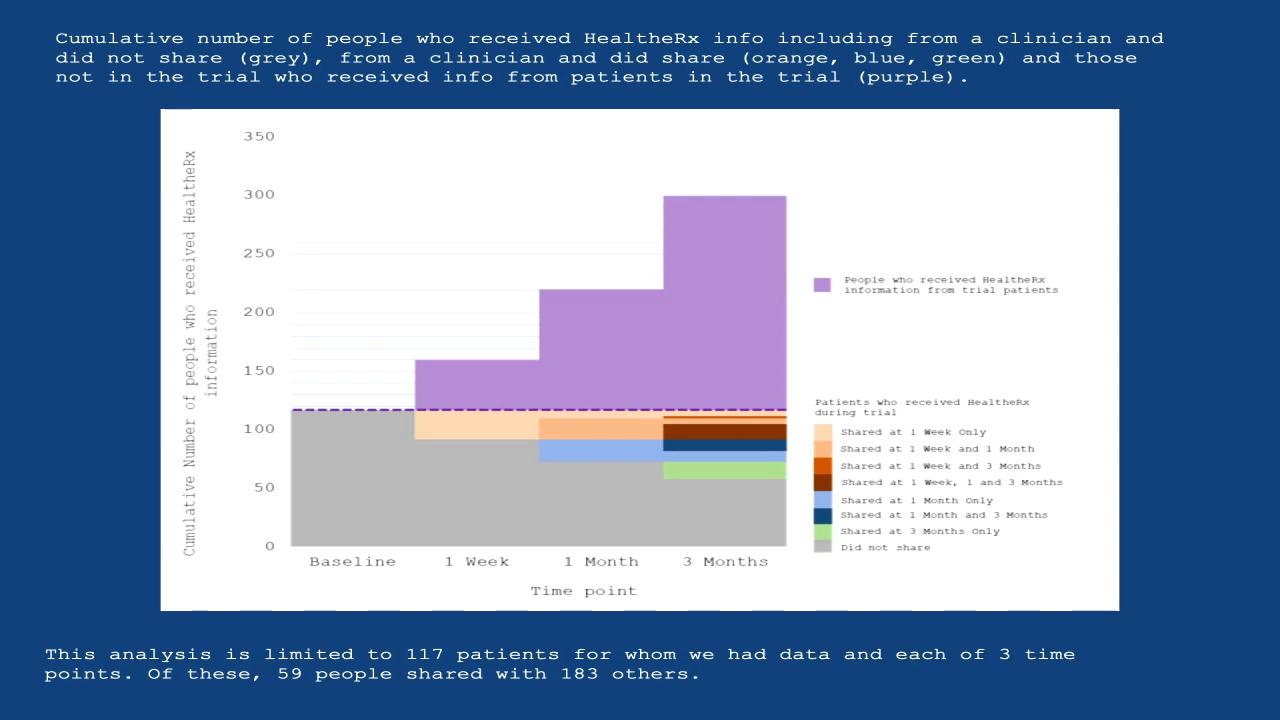 Cumulative number of people who received HealtheRx info including from a clinician and
did not share (grey), from a clinician and did share (orange, blue, green) and those
not in the trial who received info from patients in the trial (purple).
350
300
250
200
150
100
50
0
Cumulative Number of people who received HealtheRx
information
Baseline
1 Week
1 Month
3 Months
Time point
People who received HealtheRx
information from trial patients
Patients who received HealtheRx
during trial
Shared at 1 Week Only
Shared at 1 Week and 1 Month
Shared at 1 Week and 3 Months
Shared at 1 Week, 1 and 3 Months
Shared at 1 Month Only
Shared at 1 Month and 3 Months
Shared at 3 Months Only
Did not share
This analysis is limited to 117 patients for whom we had data and each of 3 time
points. Of these, 59 people shared with 183 others.